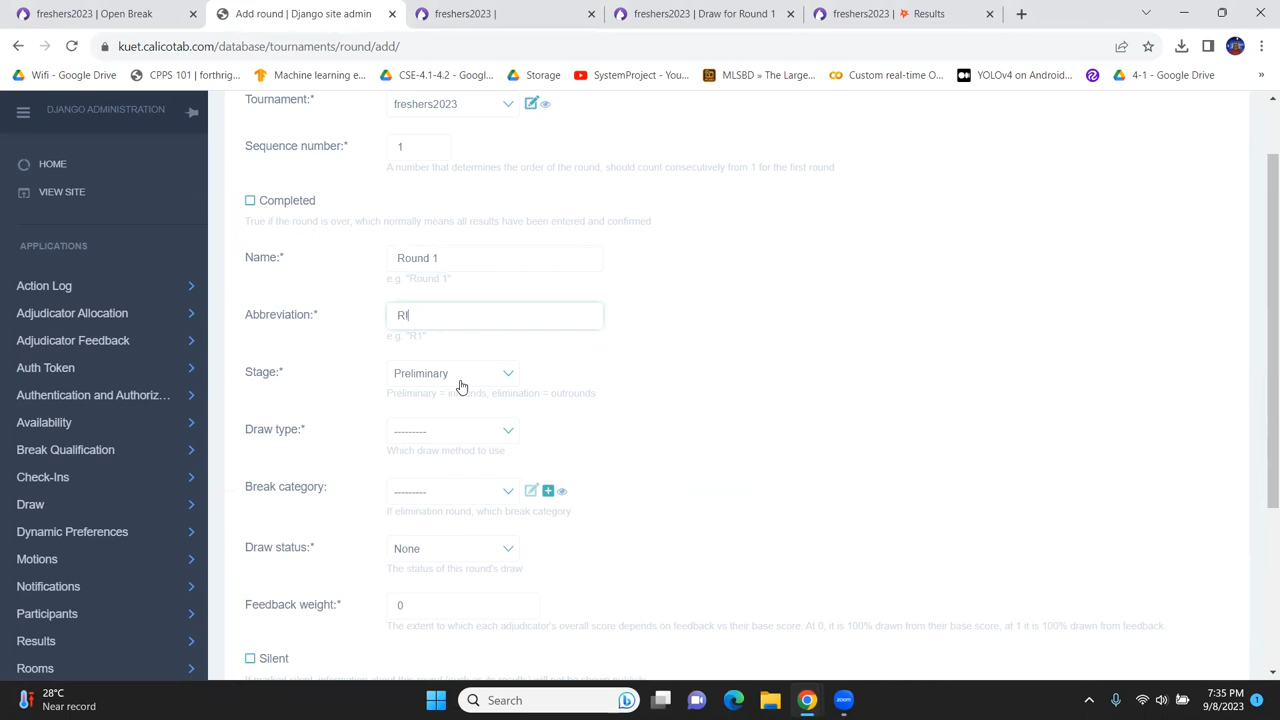 freshers2023 | Open Break
Add round | Django site admin
freshers2023 |
freshers2023 | Draw for Round 1
freshers2023 | Results
kuet.calicotab.com/database/tournaments/round/add/
Wifi - Google Drive
CPPS 101 | forthrig...
Machine learning e...
CSE-4.1-4.2 - Googl...
Storage
SystemProject - You...
MLSBD » The Large...
Custom real-time O...
YOLOv4 on Android...
4-1 - Google Drive
»
DJANGO ADMINISTRATION
HOME
VIEW SITE
APPLICATIONS
Action Log
Adjudicator Allocation
Adjudicator Feedback
Auth Token
Authentication and Authoriz...
Availability
Break Qualification
Check-Ins
Draw
Dynamic Preferences
Motions
Notifications
Participants
Results
Rooms
Tournament:*
freshers2023
Sequence number:*
1
A number that determines the order of the round, should count consecutively from 1 for the first round
Completed
True if the round is over, which normally means all results have been entered and confirmed
Name:*
Round 1
e.g. "Round 1"
Abbreviation:*
e.g. "R1"
Stage:*
Preliminary
Preliminary = inrounds, elimination = outrounds
Draw type:*
---------
Which draw method to use
Break category:
---------
If elimination round, which break category
Draw status:*
None
The status of this round's draw
Feedback weight:*
0
The extent to which each adjudicator's overall score depends on feedback vs their base score. At 0, it is 100% drawn from their base score, at 1 it is 100% drawn from feedback.
Silent
28°C
Near record
Search
7:35 PM
9/8/2023
1